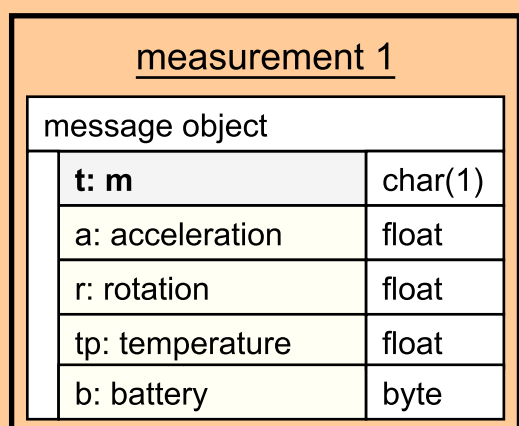 measurement 1
message object
t: m char(1)
a: acceleration float
r: rotation float
tp: temperature float
b: battery byte